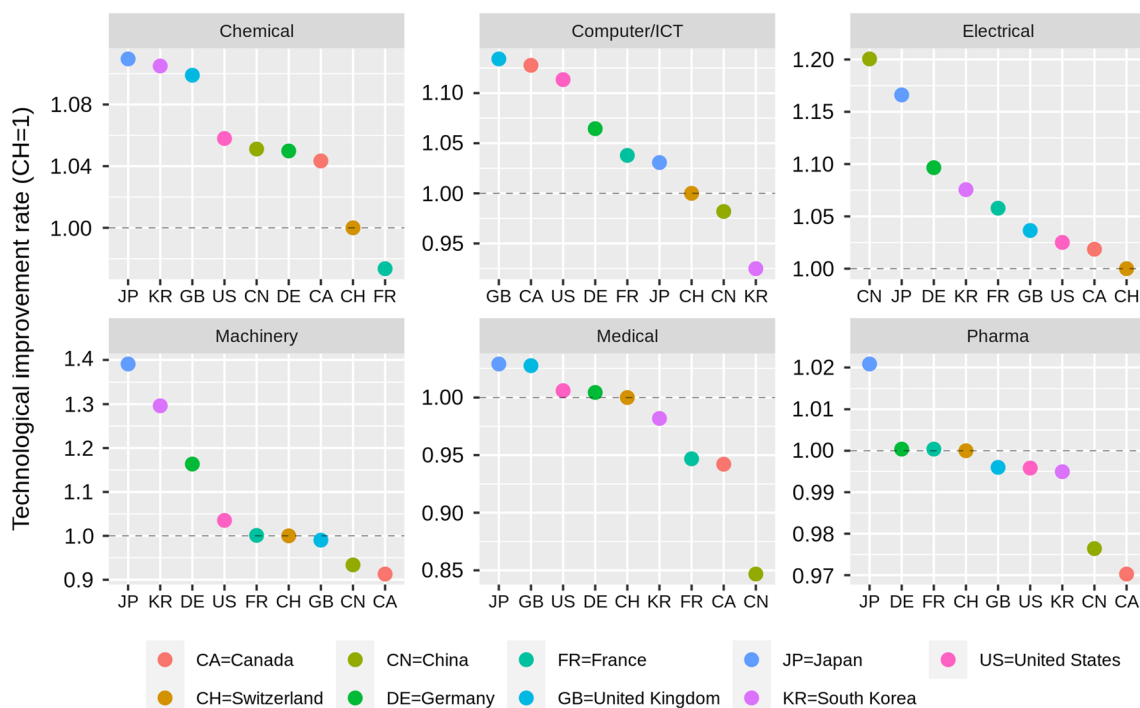 Technological improvement rate (CH=1)
Chemical
1.08
1.04
1.00
JP KR GB US CN DE CA CH FR
Computer/ICT
1.10
1.05
1.00
0.95
GB CA US DE FR JP CH CN KR
Electrical
1.20
1.15
1.10
1.05
1.00
CN JP DE KR FR GB US CA CH
Machinery
1.4
1.3
1.2
1.1
1.0
0.9
JP KR DE US FR CH GB CN CA
Medical
1.00
0.95
0.90
0.85
JP GB US DE CH KR FR CA CN
Pharma
1.02
1.01
1.00
0.99
0.98
0.97
JP DE FR CH GB US KR CN CA
CA=Canada CN=China FR=France JP=Japan US=United States
CH=Switzerland DE=Germany GB=United Kingdom KR=South Korea